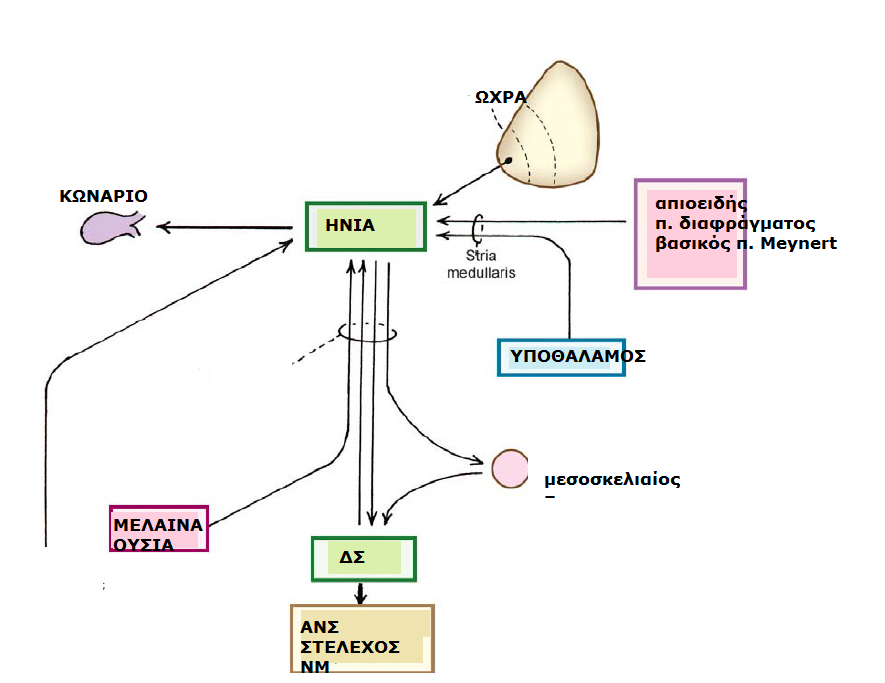 ΩΧΡΑ
ΚΩΝΑΡΙΟ
ΗΝΙΑ
απιοειδής
π. διαφράγματος
βασικός π. Meynert
Stria
medullaris
ΥΠΟΘΑΛΑΜΟΣ
μεσοσκελιαίος
ΜΕΛΑΙΝΑ
ΟΥΣΙΑ
ΔΣ
ΑΝΣ
ΣΤΕΛΕΧΟΣ
ΝΜ